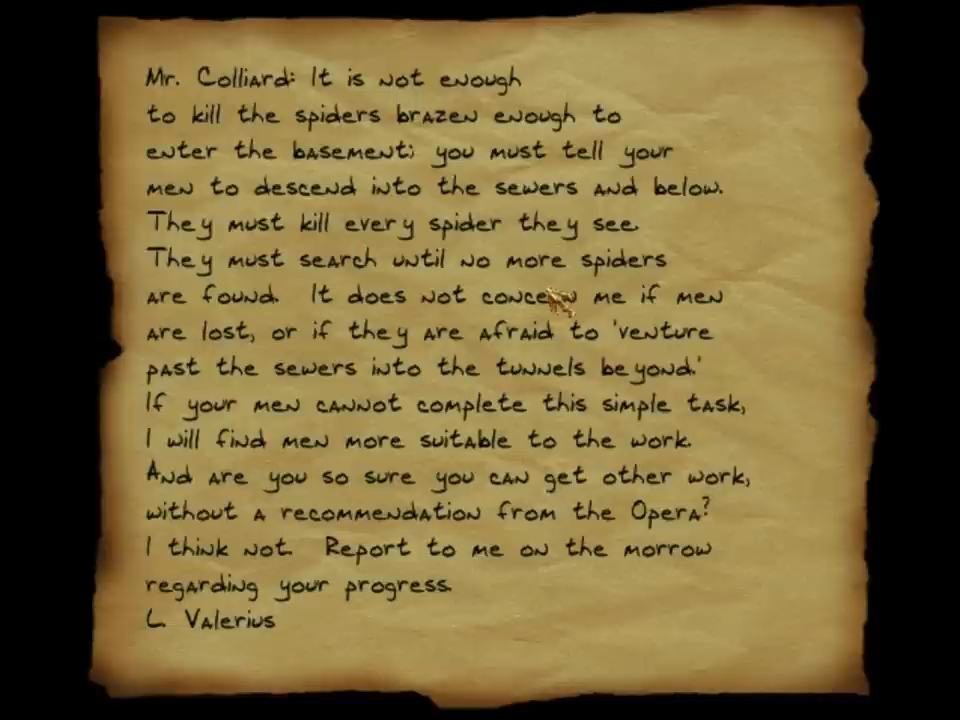 Mr. Colliard: It is not enough
to kill the spiders brazen enough to
enter the basement; you must tell your
men to descend into the sewers and below.
They must kill every spider they see.
They must search until no more spiders
are found. It does not concern me if men
are lost, or if they are afraid to 'venture
past the sewers into the tunnels beyond.'
If your men cannot complete this simple task,
I will find men more suitable to the work.
And are you so sure you can get other work,
without a recommendation from the Opera?
I think not. Report to me on the morrow
regarding your progress.
L. Valerius